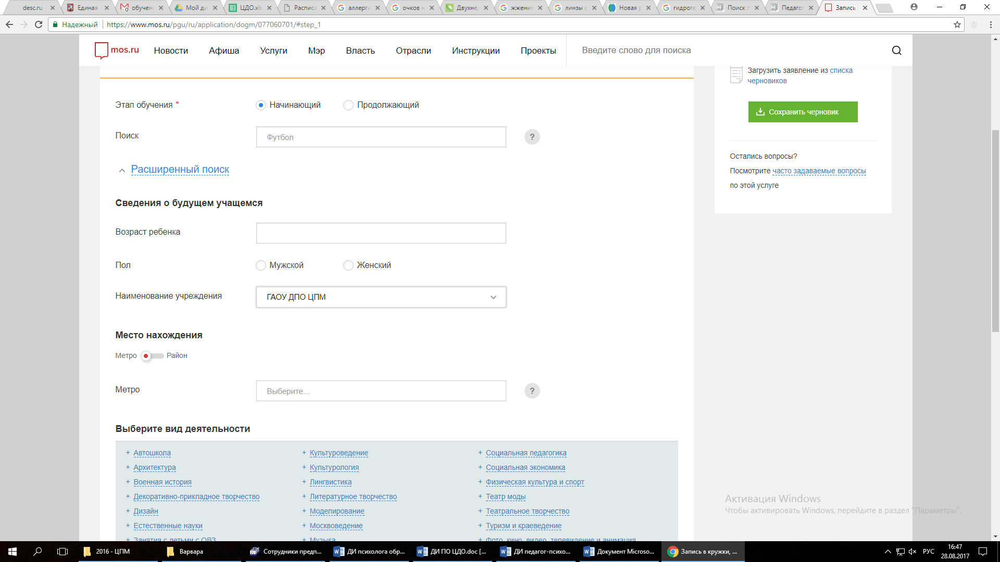 desc.ru -
Единая
обучен
Мой ди
ЦДО.xls
Расписа
аллерги
очков н
Двухне
жжение
линзы с
Новая р
гидроге
Поиск п
Педагог
Запись
Надежный
https://www.mos.ru/pgu/ru/application/dogm/077060701/#step_1
mos.ru
Новости
Афиша
Услуги
Мэр
Власть
Отрасли
Инструкции
Проекты
Введите слово для поиска
Загрузить заявление из списка
черновиков
Сохранить черновик
Остались вопросы?
Посмотрите часто задаваемые вопросы
по этой услуге
Этап обучения *
Начинающий
Продолжающий
Поиск
Футбол
?
Расширенный поиск
Сведения о будущем учащемся
Возраст ребенка
Пол
Мужской
Женский
Наименование учреждения
ГАОУ ДПО ЦПМ
Место нахождения
Метро
Район
Метро
Выберите...
?
Выберите вид деятельности
+ Автошкола
+ Культуроведение
+ Социальная педагогика
+ Архитектура
+ Культурология
+ Социальная экономика
+ Военная история
+ Лингвистика
+ Физическая культура и спорт
+ Декоративно-прикладное творчество
+ Литературное творчество
+ Театр моды
+ Дизайн
+ Моделирование
+ Театральное творчество
+ Естественные науки
+ Москвоведение
+ Туризм и краеведение
+ Занятия с детьми с ОВЗ
+ Музыка
+ Фото, кино, видео, телевидение и анимация
Активация Windows
Чтобы активировать Windows, перейдите в раздел "Параметры".
2016 - ЦПМ
Варвара
Сотрудники предп...
ДИ психолога обр...
ДИ ПО ЦДО.doc [...
ДИ педагог-психо...
Документ Microso...
Запись в кружки, ...
РУС
16:47
28.08.2017